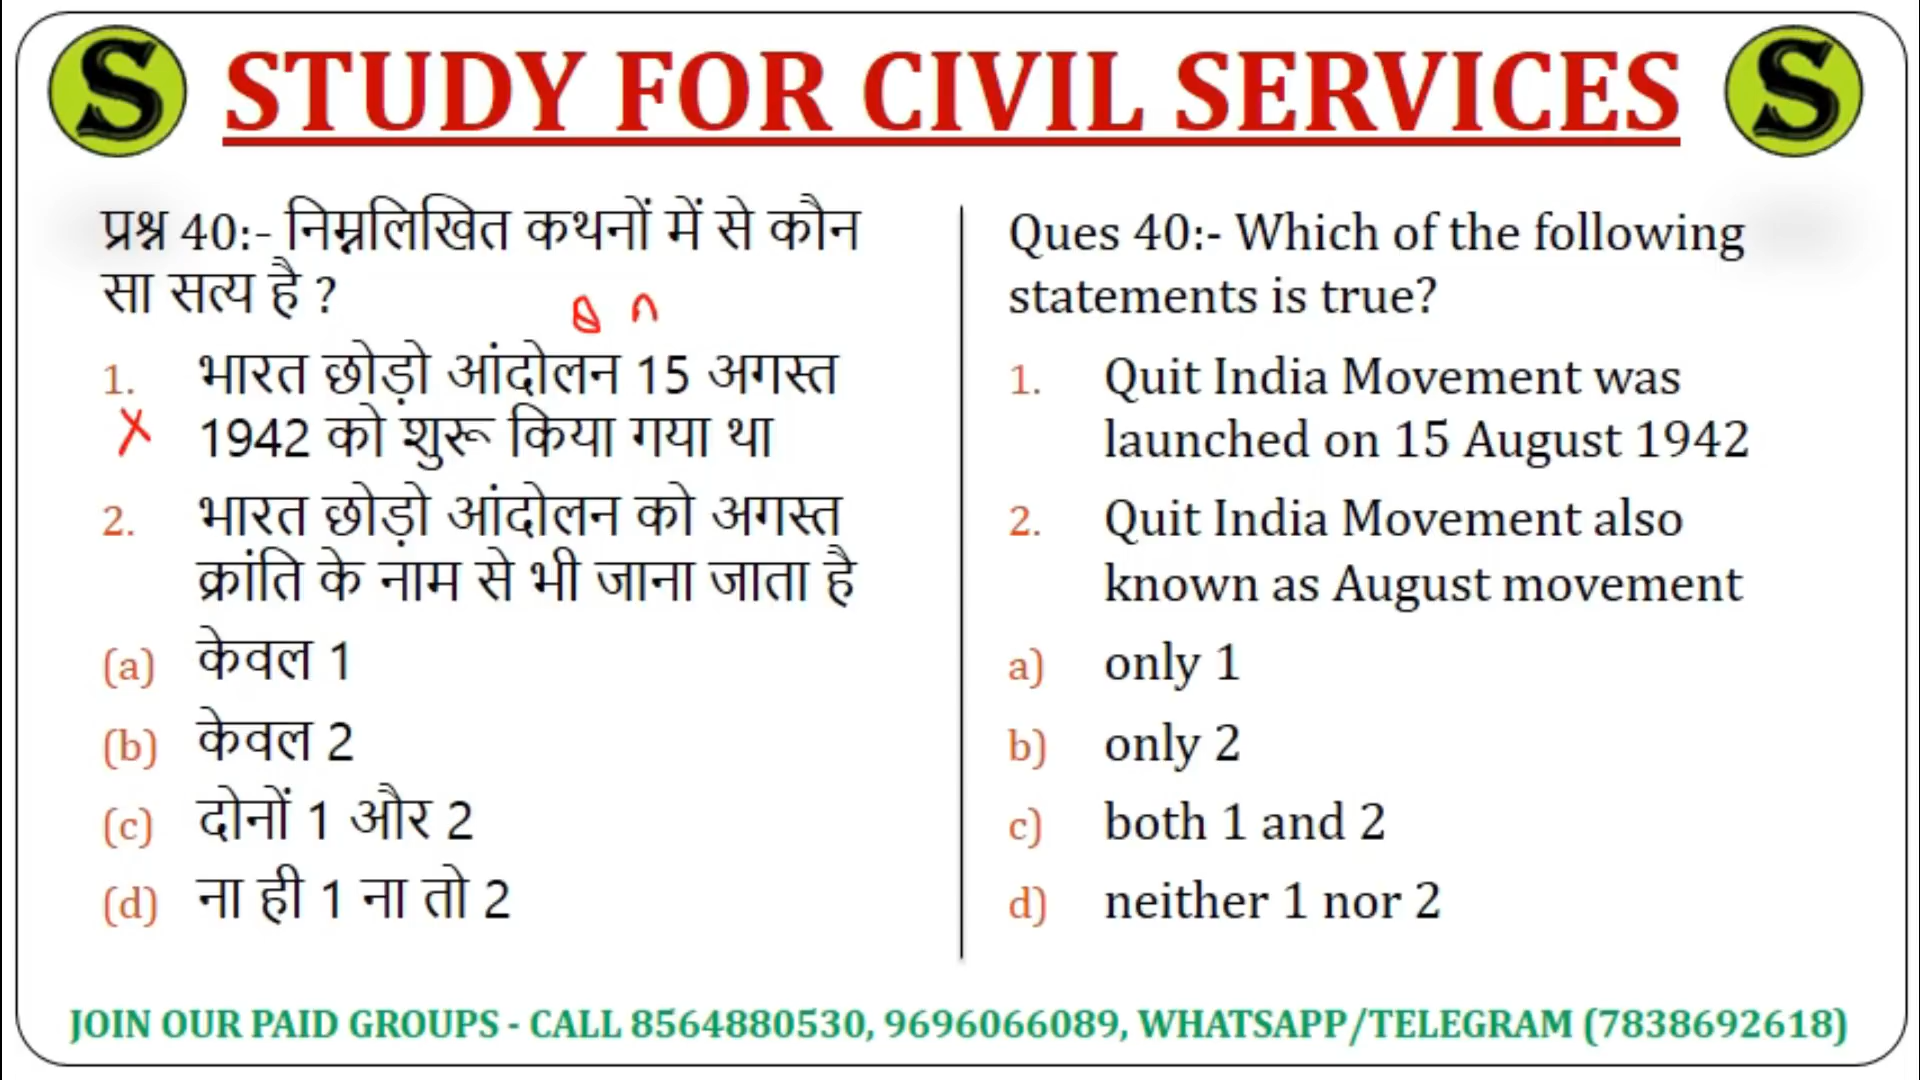 S STUDY FOR CIVIL SERVICES S
प्रश्न 40:- निम्नलिखित कथनों में से कौन
सा सत्य है ?
1. भारत छोड़ो आंदोलन 15 अगस्त
1942 को शुरू किया गया था
2. भारत छोड़ो आंदोलन को अगस्त
क्रांति के नाम से भी जाना जाता है
(a) केवल 1
(b) केवल 2
(c) दोनों 1 और 2
(d) ना ही 1 ना तो 2
Ques 40:- Which of the following
statements is true?
1. Quit India Movement was
launched on 15 August 1942
2. Quit India Movement also
known as August movement
a) only 1
b) only 2
c) both 1 and 2
d) neither 1 nor 2
JOIN OUR PAID GROUPS - CALL 8564880530, 9696066089, WHATSAPP/TELEGRAM (7838692618)